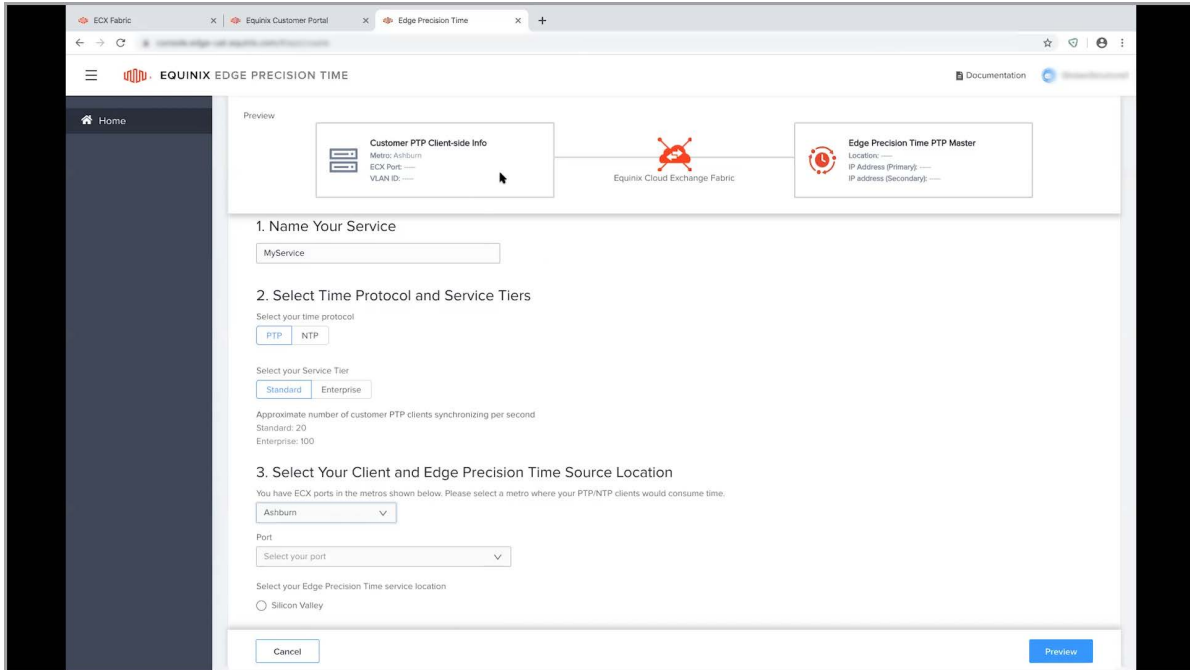 ECX Fabric
Equinix Customer Portal
Edge Precision Time
EQUINIX EDGE PRECISION TIME
Documentation
Home
Preview
Customer PTP Client-side Info
Metro: Ashburn
ECX Port: ----
VLAN ID: ----
Equinix Cloud Exchange Fabric
Edge Precision Time PTP Master
Location: ----
IP Address (Primary): ----
IP address (Secondary): ----
1. Name Your Service
MyService
2. Select Time Protocol and Service Tiers
Select your time protocol
PTP NTP
Select your Service Tier
Standard Enterprise
Approximate number of customer PTP clients synchronizing per second
Standard: 20
Enterprise: 100
3. Select Your Client and Edge Precision Time Source Location
You have ECX ports in the metros shown below. Please select a metro where your PTP/NTP clients would consume time.
Ashburn
Port
Select your port
Select your Edge Precision Time service location
Silicon Valley
Cancel
Preview